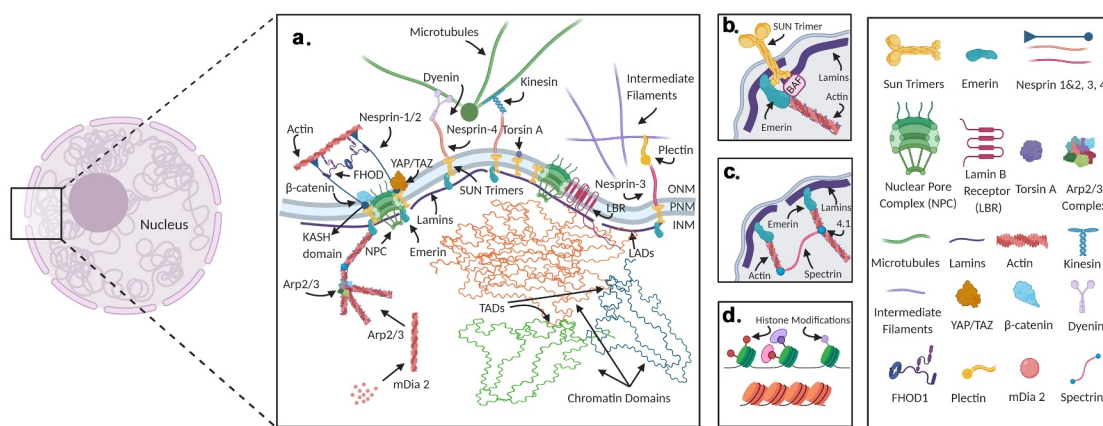 Nucleus
a.
Microtubules
Dyenin
Kinesin
Intermediate
Filaments
Actin
Nesprin-1/2
Nesprin-4
Torsin A
FHOD
YAP/TAZ
Plectin
β-catenin
SUN Trimers
Nesprin-3
ONM
PNM
INM
LBR
Lamins
KASH
domain
NPC
Emerin
LADs
Arp2/3
Arp2/3
TADs
mDia 2
Chromatin Domains
b.
SUN Trimer
Lamins
BAF
Actin
Emerin
c.
Lamins
Emerin
4.1
Actin
Spectrin
d.
Histone Modifications
Sun Trimers
Emerin
Nesprin 1&2, 3, 4
Nuclear Pore
Complex (NPC)
Lamin B
Receptor
(LBR)
Torsin A
Arp2/3
Complex
Microtubules
Lamins
Actin
Kinesin
Intermediate
Filaments
YAP/TAZ
β-catenin
Dyenin
FHOD1
Plectin
mDia 2
Spectrin